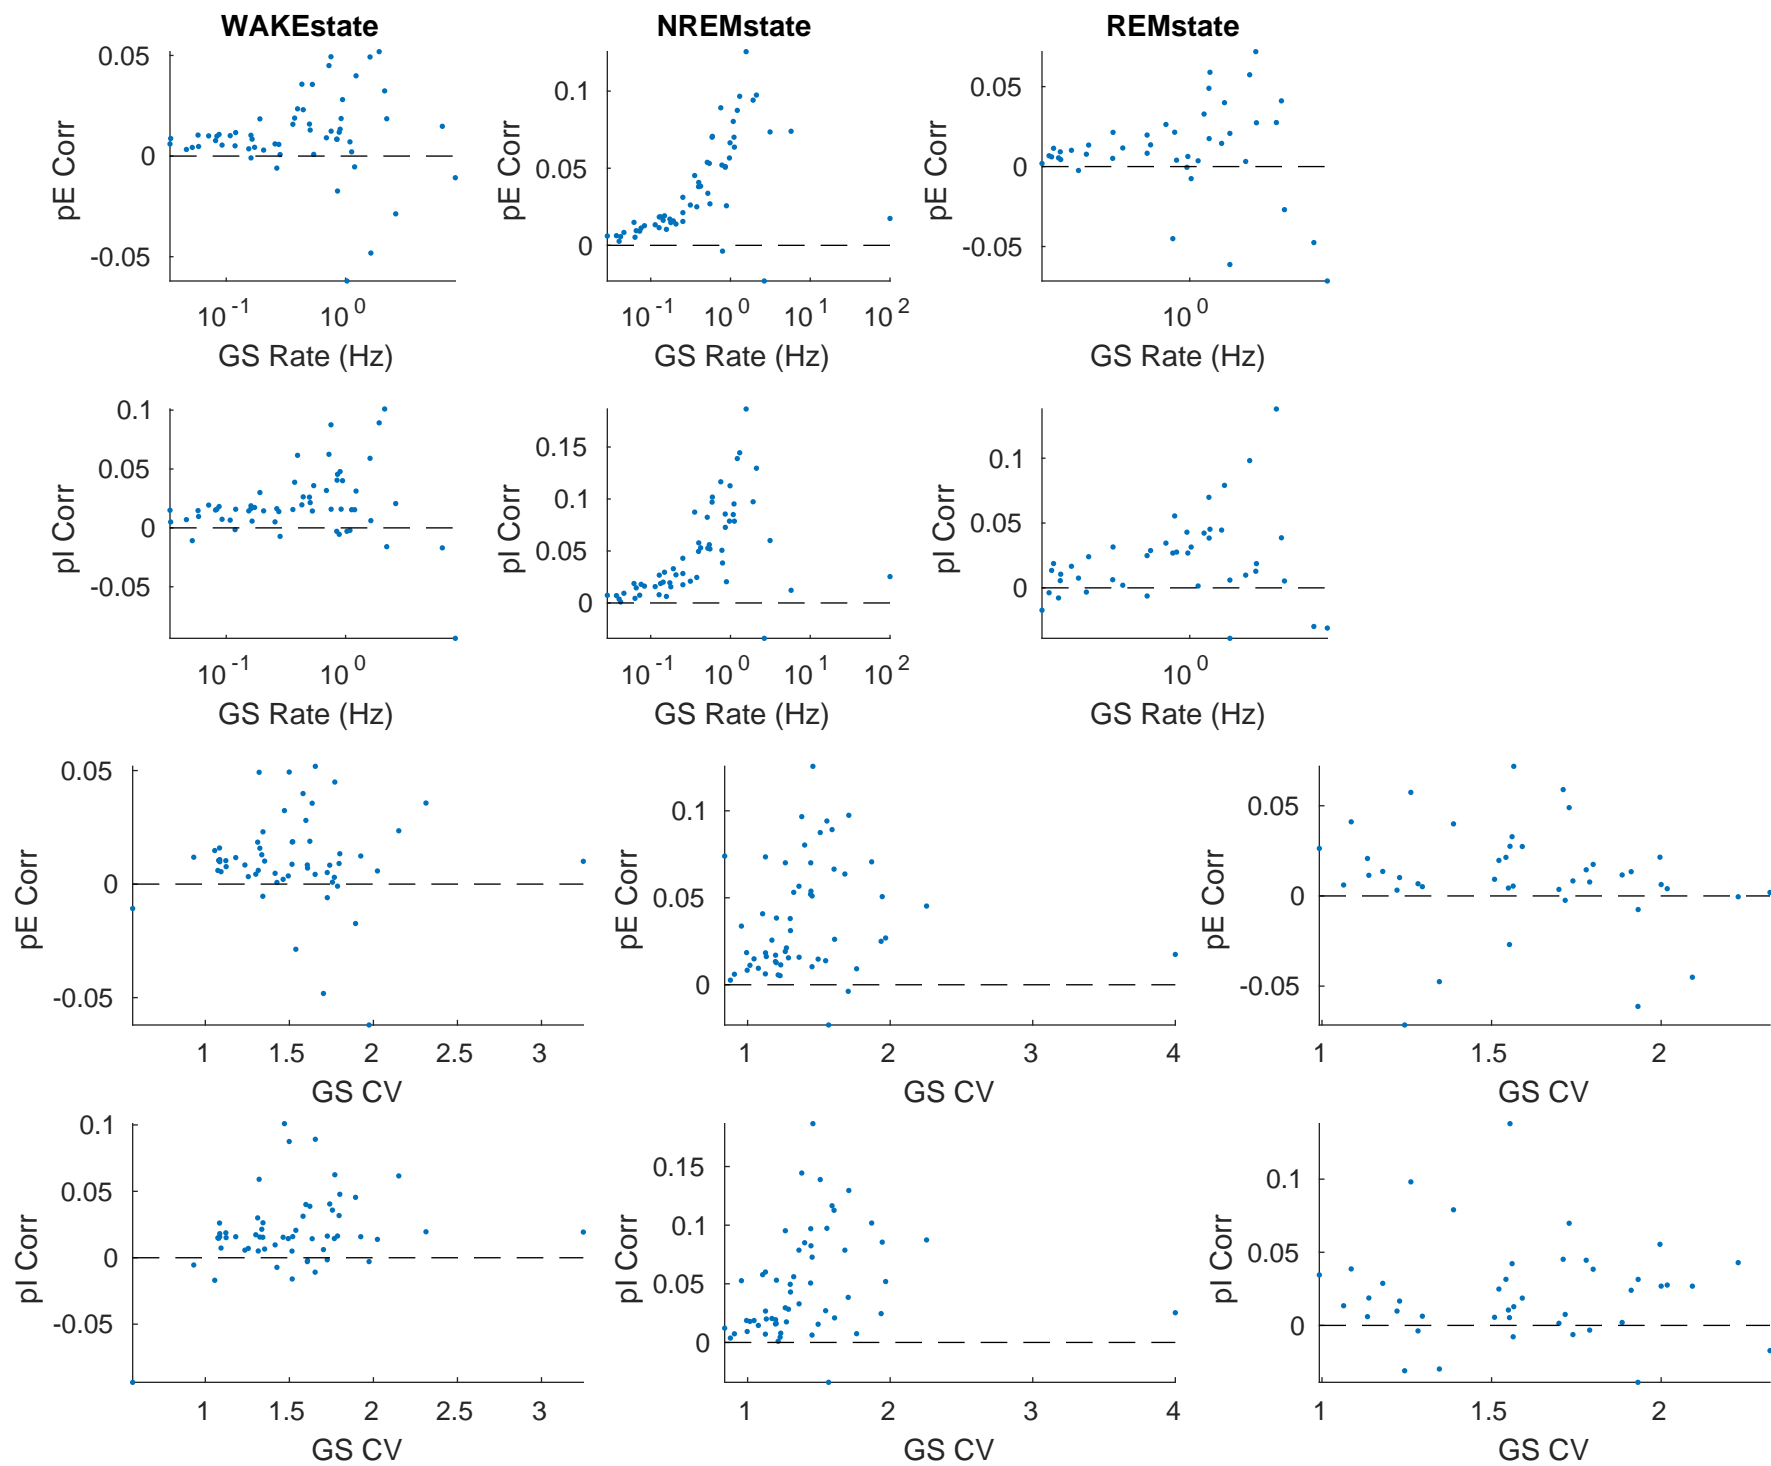 WAKEstate NREMstate REMstate
0.05
0
-0.05
pE Corr
10^-1 10^0
GS Rate (Hz)
0.1
0.05
0
pE Corr
10^-1 10^0 10^1 10^2
GS Rate (Hz)
0.05
0
-0.05
pE Corr
10^0
GS Rate (Hz)
0.1
0.05
0
-0.05
pI Corr
10^-1 10^0
GS Rate (Hz)
0.15
0.1
0.05
0
pI Corr
10^-1 10^0 10^1 10^2
GS Rate (Hz)
0.1
0.05
0
pI Corr
10^0
GS Rate (Hz)
0.05
0
-0.05
pE Corr
1 1.5 2 2.5 3
GS CV
0.1
0.05
0
pE Corr
1 2 3 4
GS CV
0.05
0
-0.05
pE Corr
1 1.5 2
GS CV
0.1
0.05
0
-0.05
pI Corr
1 1.5 2 2.5 3
GS CV
0.15
0.1
0.05
0
pI Corr
1 2 3 4
GS CV
0.1
0.05
0
pI Corr
1 1.5 2
GS CV